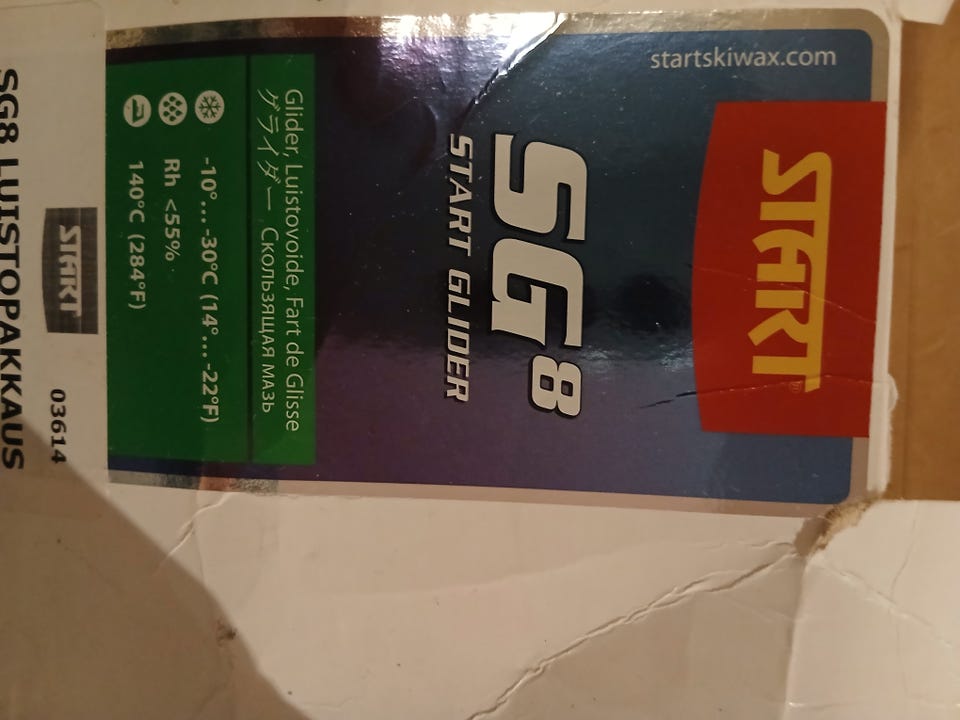 startskiwax.com
START
SG8
START GLIDER
Glider, Luistovoide, Fart de Glisse
グライダー Скользящая мазь
-10°...-30°C (14°...-22°F)
Rh <55%
140°C (284°F)
START
03614
SG8 LUISTOPAKKAUS